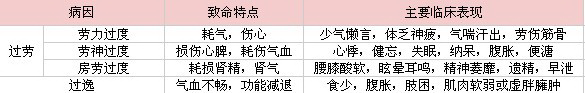 病因 致命特点 主要临床表现
过劳 劳力过度 耗气，伤心 少气懒言，体乏神疲，气喘汗出，劳伤筋骨
劳神过度 损伤心脾，耗伤气血 心悸，健忘，失眠，纳呆，腹胀，便溏
房劳过度 耗损肾精，肾气 腰膝酸软，眩晕耳鸣，精神萎靡，遗精，早泄
过逸 气血不畅，功能减退 食少，腹胀，肢困，肌肉软弱或虚胖臃肿